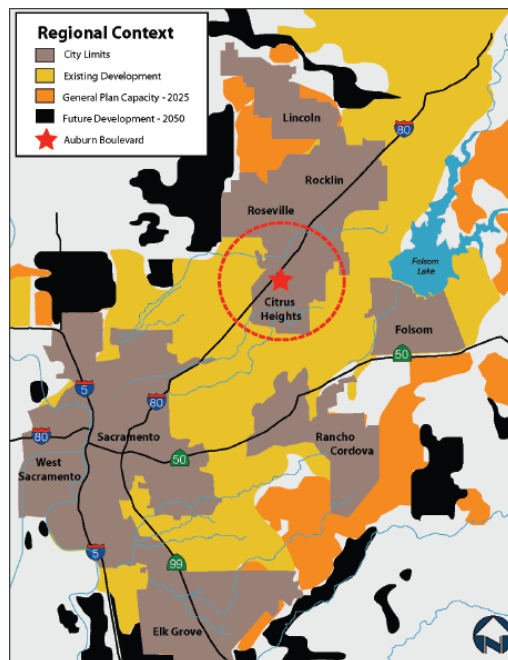 Regional Context
City Limits
Existing Development
General Plan Capacity - 2025
Future Development - 2050
Auburn Boulevard
Lincoln
80
Rocklin
Roseville
Folsom
Lake
Citrus
Heights
Folsom
50
5
80
80
Sacramento
Rancho
Cordova
West
Sacramento
50
5
99
Elk Grove
N